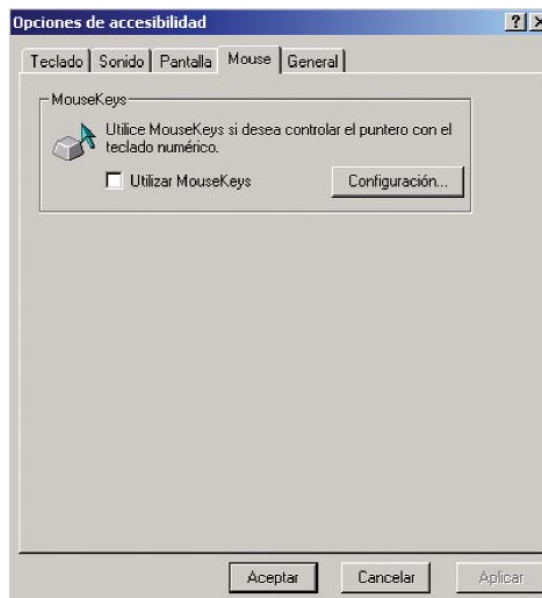 Opciones de accesibilidad
Teclado Sonido Pantalla Mouse General
MouseKeys
Utilice MouseKeys si desea controlar el puntero con el
teclado numérico.
Utilizar MouseKeys Configuración...
Aceptar Cancelar Aplicar